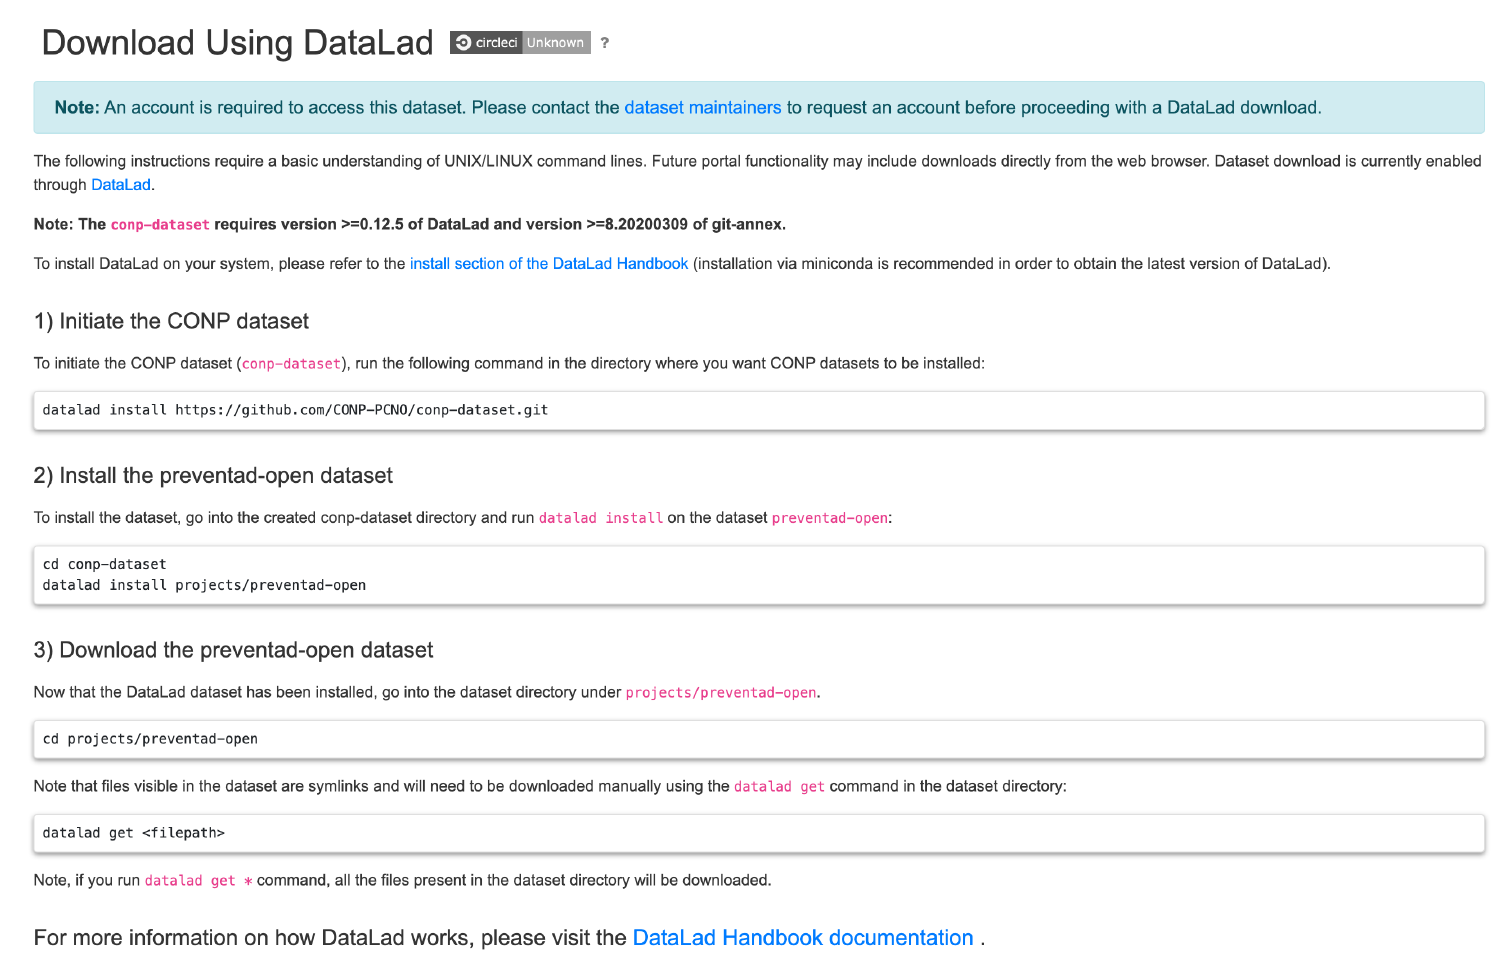 Download Using DataLad circleci Unknown ?
Note: An account is required to access this dataset. Please contact the dataset maintainers to request an account before proceeding with a DataLad download.
The following instructions require a basic understanding of UNIX/LINUX command lines. Future portal functionality may include downloads directly from the web browser. Dataset download is currently enabled
through DataLad.
Note: The conp-dataset requires version >=0.12.5 of DataLad and version >=8.20200309 of git-annex.
To install DataLad on your system, please refer to the install section of the DataLad Handbook (installation via miniconda is recommended in order to obtain the latest version of DataLad).
1) Initiate the CONP dataset
To initiate the CONP dataset (conp-dataset), run the following command in the directory where you want CONP datasets to be installed:
datalad install https://github.com/CONP-PCNO/conp-dataset.git
2) Install the preventad-open dataset
To install the dataset, go into the created conp-dataset directory and run datalad install on the dataset preventad-open:
cd conp-dataset
datalad install projects/preventad-open
3) Download the preventad-open dataset
Now that the DataLad dataset has been installed, go into the dataset directory under projects/preventad-open.
cd projects/preventad-open
Note that files visible in the dataset are symlinks and will need to be downloaded manually using the datalad get command in the dataset directory:
datalad get <filepath>
Note, if you run datalad get * command, all the files present in the dataset directory will be downloaded.
For more information on how DataLad works, please visit the DataLad Handbook documentation .